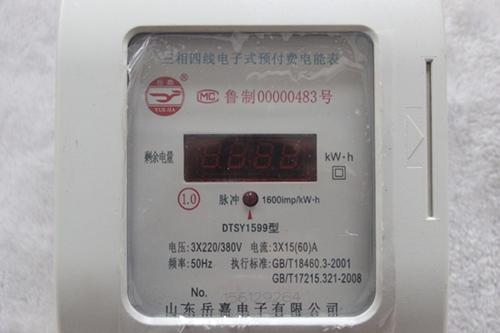 三相四线电子式预付费电能表
岳嘉
YUE JIA
MC 鲁制00000483号
剩余电量
kW·h
1.0
脉冲 1600imp/kW·h
DTSY1599型
电压:3X220/380V 电流:3X15(60)A
频率:50Hz 执行标准:GB/T18460.3-2001
GB/T17215.321-2008
No.
山东岳嘉电子有限公司